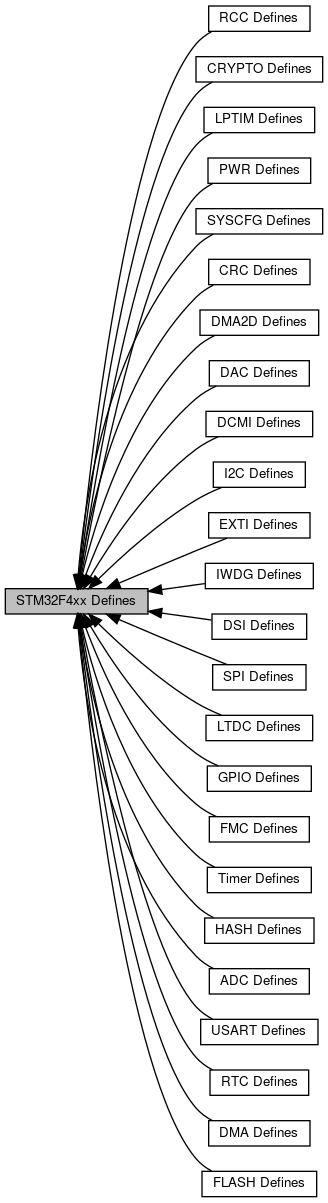 RCC Defines
CRYPTO Defines
LPTIM Defines
PWR Defines
SYSCFG Defines
CRC Defines
DMA2D Defines
DAC Defines
DCMI Defines
I2C Defines
EXTI Defines
IWDG Defines
STM32F4xx Defines
DSI Defines
SPI Defines
LTDC Defines
GPIO Defines
FMC Defines
Timer Defines
HASH Defines
ADC Defines
USART Defines
RTC Defines
DMA Defines
FLASH Defines